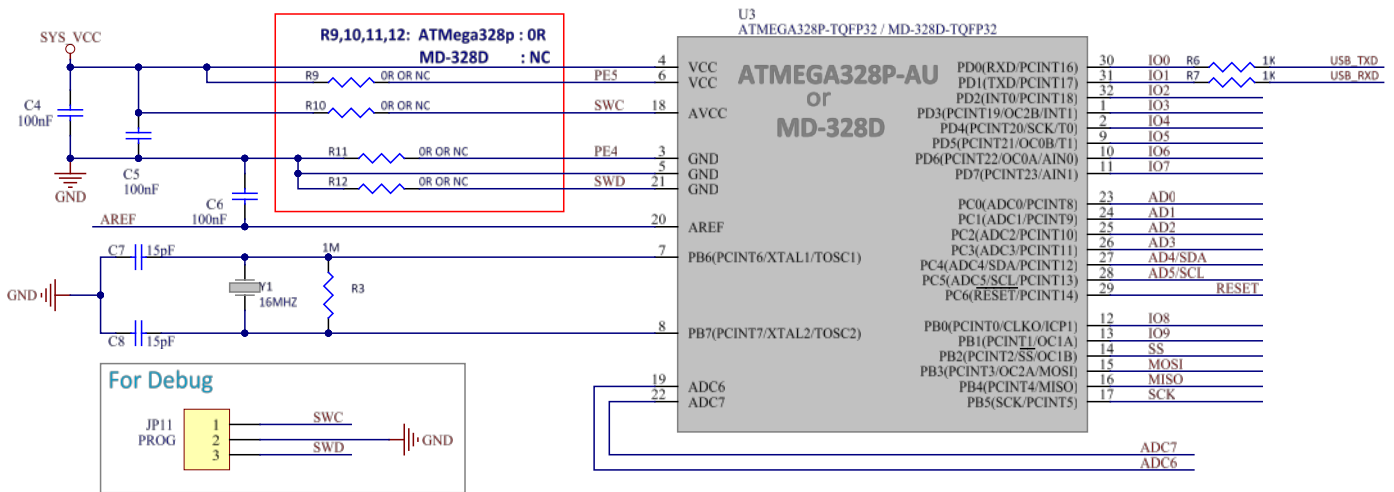 U3
ATMEGA328P-TQFP32 / MD-328D-TQFP32
SYS_VCC
R9,10,11,12: ATMega328p : 0R
MD-328D : NC
ATMEGA328P-AU
or
MD-328D
R9 0R OR NC PE5
R10 0R OR NC SWC
R11 0R OR NC PE4
R12 0R OR NC SWD
C4
100nF
C5
100nF
C6
100nF
GND
AREF
4 VCC
6 VCC
18 AVCC
3 GND
5 GND
21 GND
20 AREF
7 PB6(PCINT6/XTAL1/TOSC1)
8 PB7(PCINT7/XTAL2/TOSC2)
19 ADC6
22 ADC7
PD0(RXD/PCINT16) 30 IO0 R6 1K USB_TXD
PD1(TXD/PCINT17) 31 IO1 R7 1K USB_RXD
PD2(INT0/PCINT18) 32 IO2
PD3(PCINT19/OC2B/INT1) 1 IO3
PD4(PCINT20/SCK/T0) 2 IO4
PD5(PCINT21/OC0B/T1) 9 IO5
PD6(PCINT22/OC0A/AIN0) 10 IO6
PD7(PCINT23/AIN1) 11 IO7
PC0(ADC0/PCINT8) 23 AD0
PC1(ADC1/PCINT9) 24 AD1
PC2(ADC2/PCINT10) 25 AD2
PC3(ADC3/PCINT11) 26 AD3
PC4(ADC4/SDA/PCINT12) 27 AD4/SDA
PC5(ADC5/SCL/PCINT13) 28 AD5/SCL
PC6(RESET/PCINT14) 29 RESET
PB0(PCINT0/CLKO/ICP1) 12 IO8
PB1(PCINT1/OC1A) 13 IO9
PB2(PCINT2/SS/OC1B) 14 SS
PB3(PCINT3/OC2A/MOSI) 15 MOSI
PB4(PCINT4/MISO) 16 MISO
PB5(SCK/PCINT5) 17 SCK
C7 15pF
1M
R3
GND
Y1
16MHZ
C8 15pF
For Debug
JP11
PROG
1 SWC
2 GND
3 SWD
ADC7
ADC6